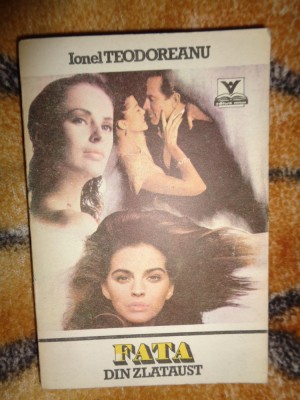 Ionel TEODOREANU
FATA
DIN ZLATAUST